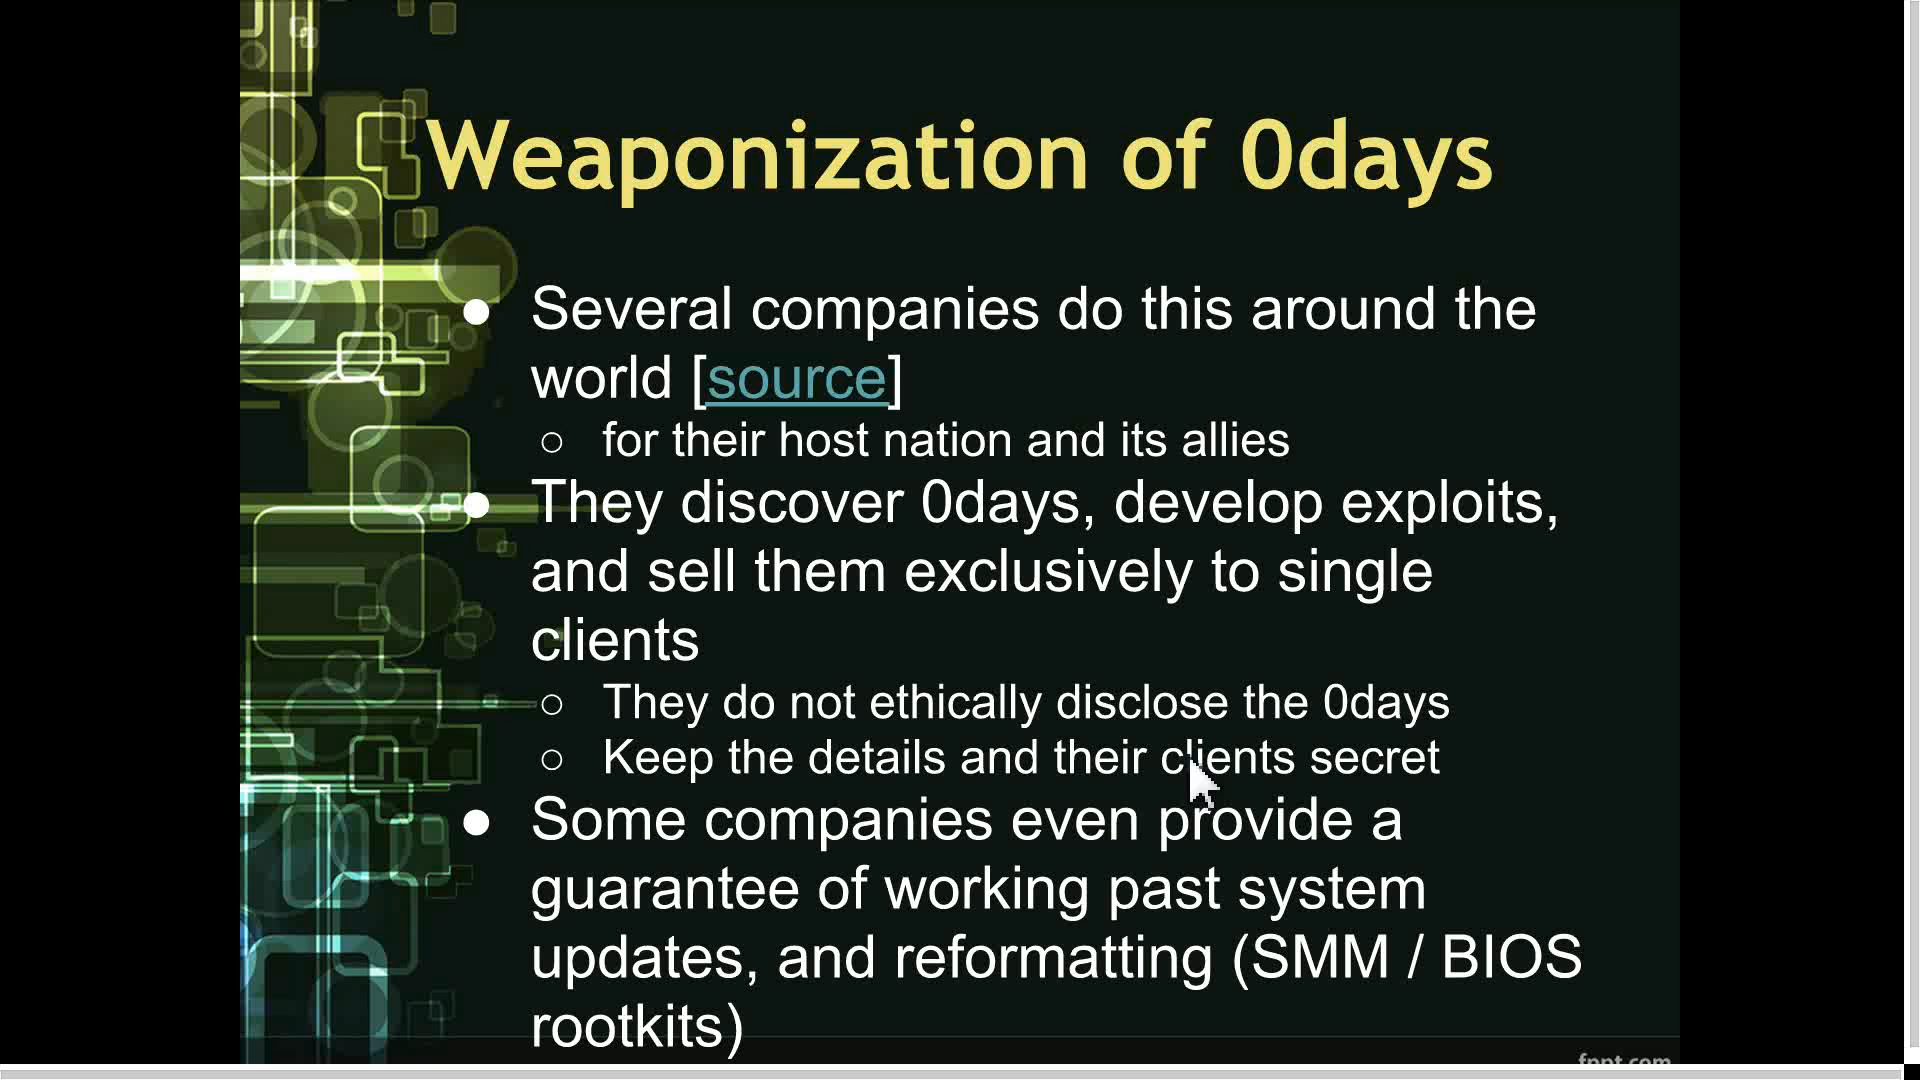 Weaponization of 0days
● Several companies do this around the
world [source]
○ for their host nation and its allies
● They discover 0days, develop exploits,
and sell them exclusively to single
clients
○ They do not ethically disclose the 0days
○ Keep the details and their clients secret
● Some companies even provide a
guarantee of working past system
updates, and reformatting (SMM / BIOS
rootkits)
fppt.com